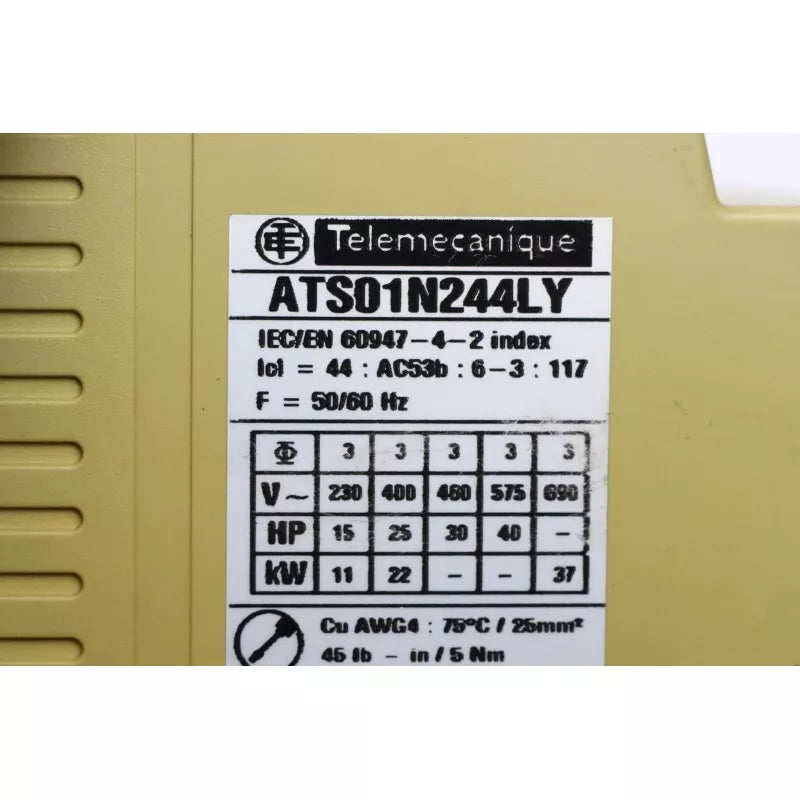 TE Telemecanique
ATS01N244LY
IEC/EN 60947-4-2 index
Icl = 44 : AC53b : 6-3 : 117
F = 50/60 Hz
Φ 3 3 3 3 3
V~ 230 400 460 575 690
HP 15 25 30 40 -
kW 11 22 - - 37
Cu AWG4 : 75°C / 25mm²
45 lb - in / 5 Nm